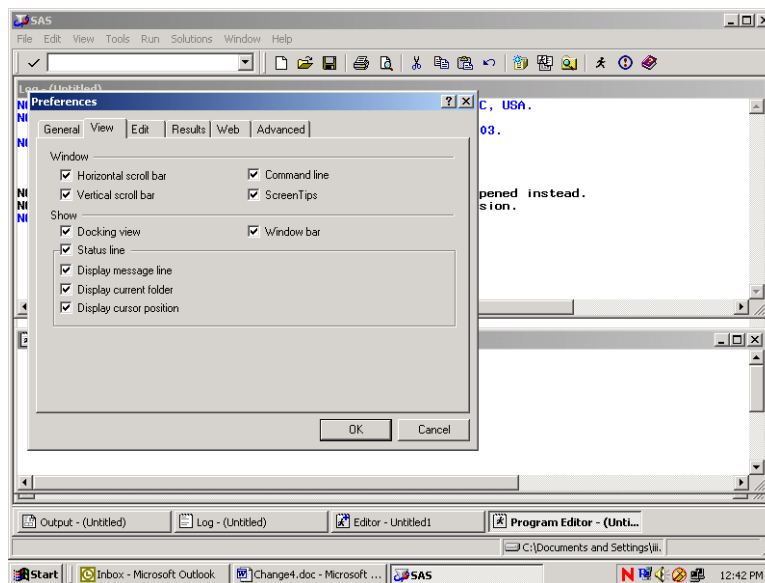 SAS
File Edit View Tools Run Solutions Window Help
Log - (Untitled)
Preferences
C, USA.
General View Edit Results Web Advanced
03.
Window
Horizontal scroll bar Command line
Vertical scroll bar ScreenTips
pened instead.
sion.
Show
Docking view Window bar
Status line
Display message line
Display current folder
Display cursor position
OK Cancel
Output - (Untitled) Log - (Untitled) Editor - Untitled1 Program Editor - (Unti...
C:\Documents and Settings\iii.
Start Inbox - Microsoft Outlook Change4.doc - Microsoft ... SAS N 12:42 PM